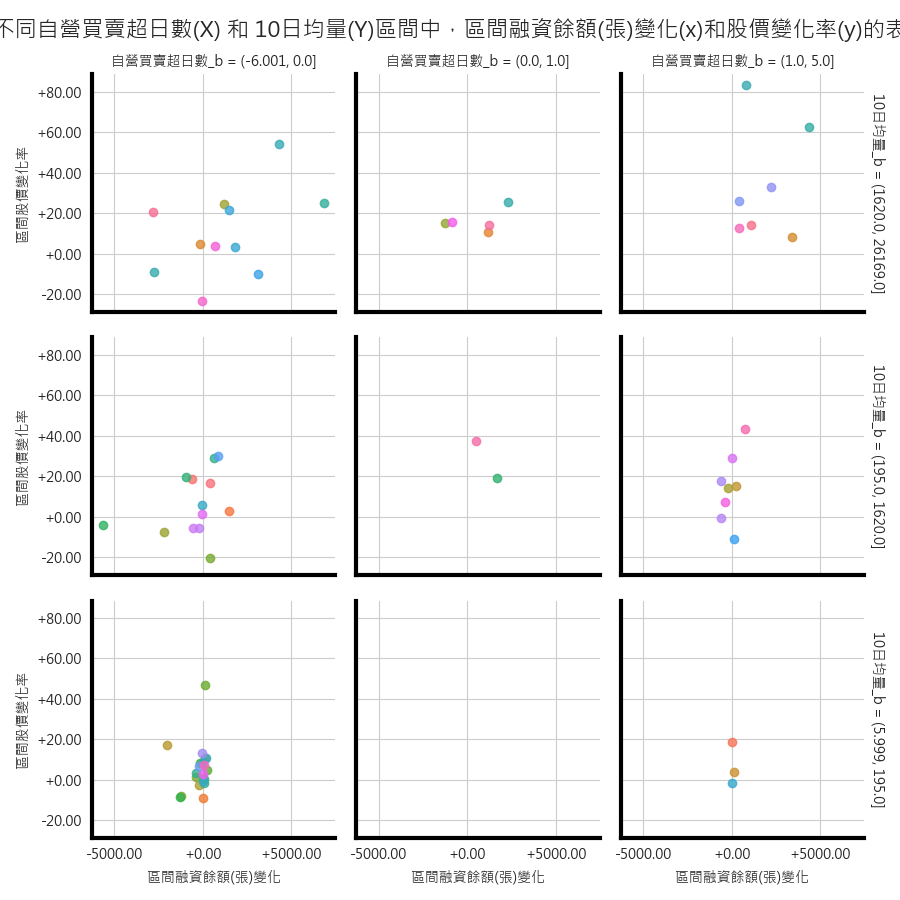 不同自營買賣超日數(X) 和 10日均量(Y)區間中，區間融資餘額(張)變化(x)和股價變化率(y)的表
自營買賣超日數_b = (-6.001, 0.0]
自營買賣超日數_b = (0.0, 1.0]
自營買賣超日數_b = (1.0, 5.0]
+80.00
+60.00
+40.00
+20.00
+0.00
-20.00
區間股價變化率
10日均量_b = (1620.0, 26169.0]
+80.00
+60.00
+40.00
+20.00
+0.00
-20.00
區間股價變化率
10日均量_b = (195.0, 1620.0]
+80.00
+60.00
+40.00
+20.00
+0.00
-20.00
區間股價變化率
10日均量_b = (5.999, 195.0]
-5000.00 +0.00 +5000.00
-5000.00 +0.00 +5000.00
-5000.00 +0.00 +5000.00
區間融資餘額(張)變化
區間融資餘額(張)變化
區間融資餘額(張)變化